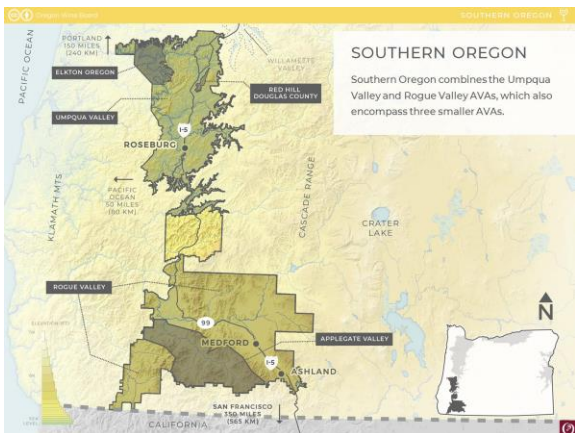 Oregon Wine Board
SOUTHERN OREGON
PORTLAND
150 MILES
(240 KM)
PACIFIC OCEAN
ELKTON OREGON
WILLAMETTE
VALLEY
RED HILL
DOUGLAS COUNTY
SOUTHERN OREGON
Southern Oregon combines the Umpqua
Valley and Rogue Valley AVAs, which also
encompass three smaller AVAs.
UMPQUA VALLEY
I-5
ROSEBURG
PACIFIC
OCEAN
50 MILES
(80 KM)
KLAMATH MTS
CASCADE RANGE
CRATER
LAKE
ROGUE VALLEY
99
MEDFORD
APPLEGATE VALLEY
I-5
ASHLAND
N
SEA
LEVEL
SAN FRANCISCO
350 MILES
(565 KM)
CALIFORNIA